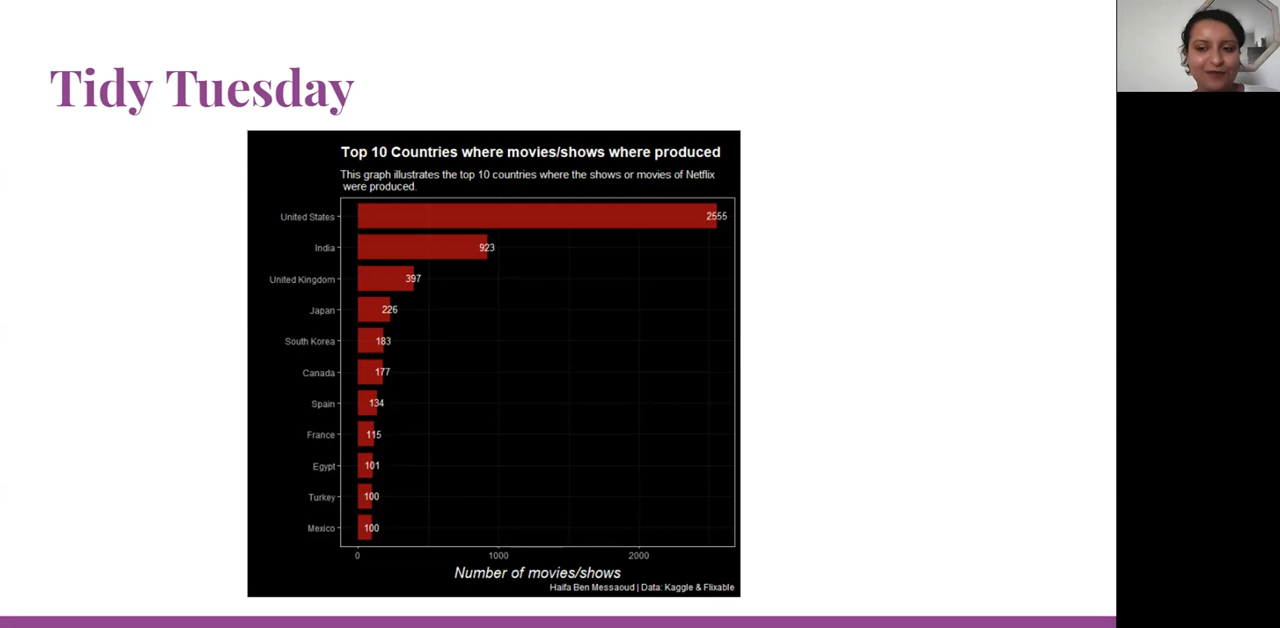 Tidy Tuesday
Top 10 Countries where movies/shows where produced
This graph illustrates the top 10 countries where the shows or movies of Netflix
were produced.
United States 2555
India 923
United Kingdom 397
Japan 226
South Korea 183
Canada 177
Spain 134
France 115
Egypt 101
Turkey 100
Mexico 100
0 1000 2000
Number of movies/shows
Haifa Ben Messaoud | Data: Kaggle & Flixable